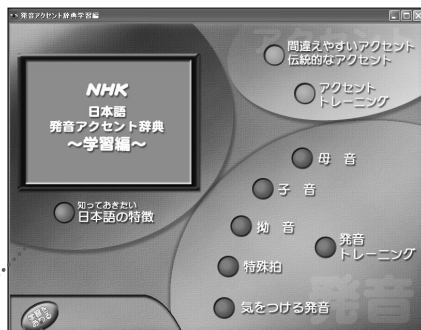 発音アクセント辞典学習編
アクセント
間違えやすいアクセント
伝統的なアクセント
アクセント
トレーニング
NHK
日本語
発音アクセント辞典
～学習編～
知っておきたい
日本語の特徴
母 音
子 音
拗 音
特殊拍
気をつける発音
発音
トレーニング
発音
学習を
おわる